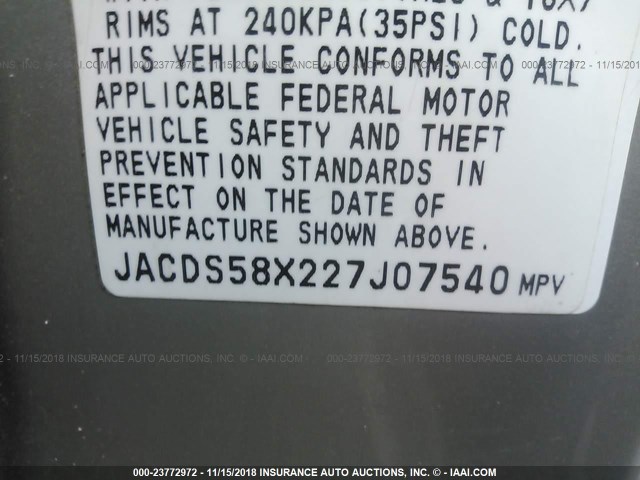 & 16X7
RIMS AT 240KPA(35PSI) COLD.
THIS VEHICLE CONFORMS TO ALL
APPLICABLE FEDERAL MOTOR
VEHICLE SAFETY AND THEFT
PREVENTION STANDARDS IN
EFFECT ON THE DATE OF
MANUFACTURE SHOWN ABOVE.
JACDS58X227J07540 MPV
000-23772972 - 11/15/2018 INSURANCE AUTO AUCTIONS, INC. © - IAAI.COM